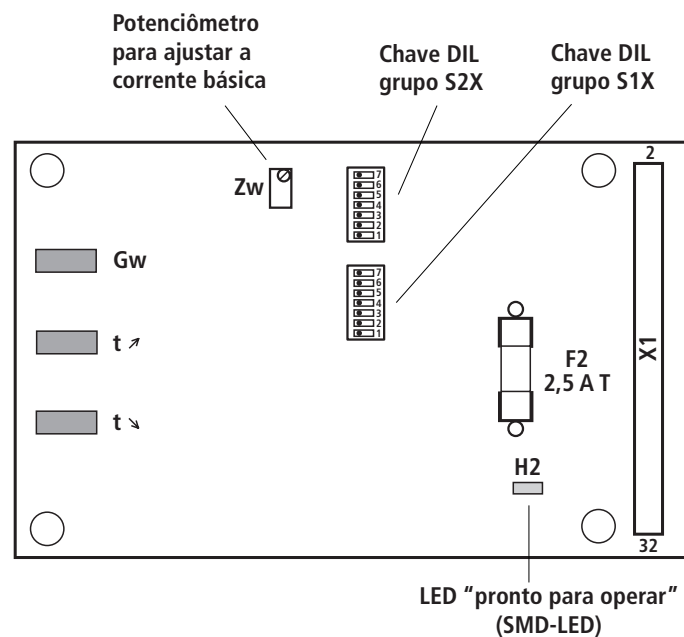 Potenciômetro
para ajustar a
corrente básica
Chave DIL
grupo S2X
Chave DIL
grupo S1X
2
Zw
7
6
5
4
3
2
1
Gw
7
6
5
4
3
2
1
t ↗
X1
F2
2,5 A T
t ↘
H2
32
LED “pronto para operar”
(SMD-LED)